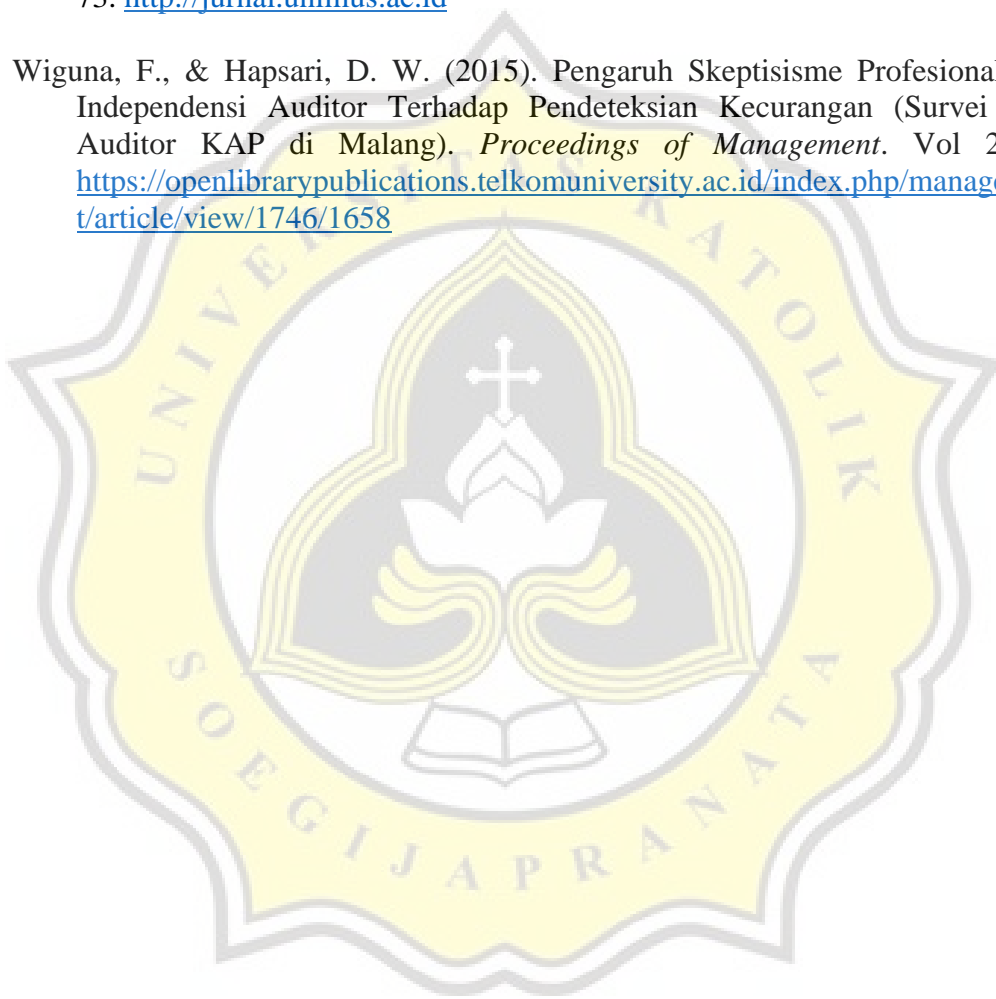 http://jurnal.unimus.ac.id
Wiguna, F., & Hapsari, D. W. (2015). Pengaruh Skeptisisme Profesional
Independensi Auditor Terhadap Pendeteksian Kecurangan (Survei
Auditor KAP di Malang). Proceedings of Management. Vol 2
https://openlibrarypublications.telkomuniversity.ac.id/index.php/manag
t/article/view/1746/1658
UNIVERSITAS KATOLIK
SOEGIJAPRANATA